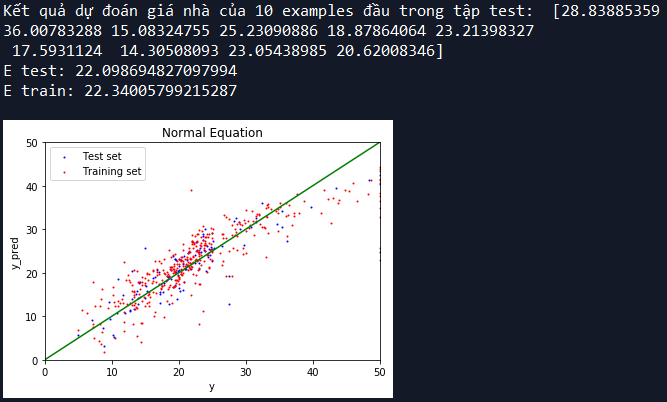 Kết quả dự đoán giá nhà của 10 examples đầu trong tập test: [28.83885359
36.00783288 15.08324755 25.23090886 18.87864064 23.21398327
17.5931124 14.30508093 23.05438985 20.62008346]
E test: 22.098694827097994
E train: 22.34005799215287
Normal Equation
Test set
Training set
y_pred
50
40
30
20
10
0
0 10 20 30 40 50
y